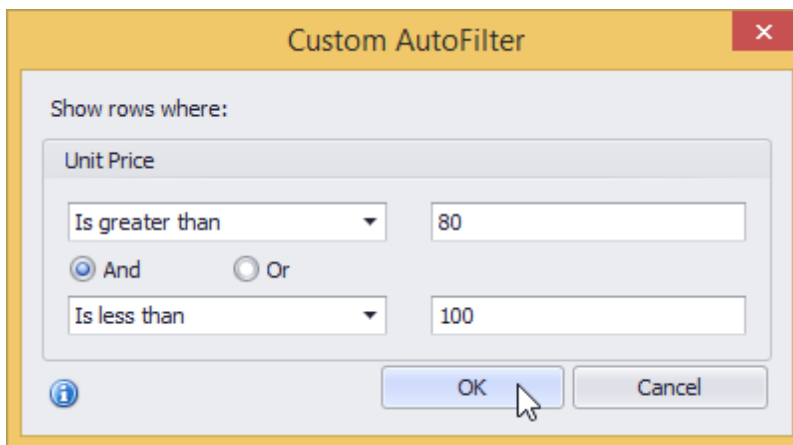 Custom AutoFilter
Show rows where:
Unit Price
Is greater than 80
And Or
Is less than 100
OK Cancel